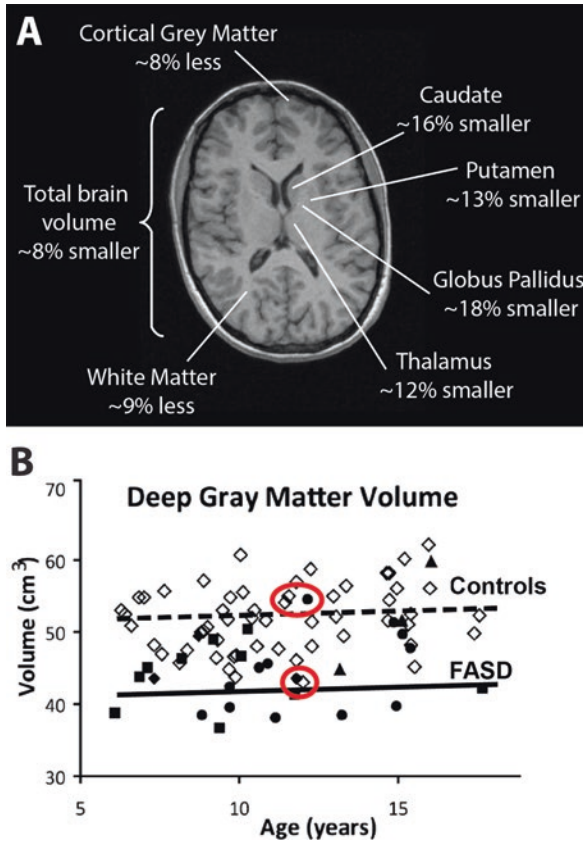 A
Cortical Grey Matter
~8% less
Caudate
~16% smaller
Putamen
~13% smaller
Total brain
volume
~8% smaller
Globus Pallidus
~18% smaller
Thalamus
~12% smaller
White Matter
~9% less
B
Deep Gray Matter Volume
Volume (cm³)
70
60
50
40
30
Controls
FASD
5
10
15
Age (years)